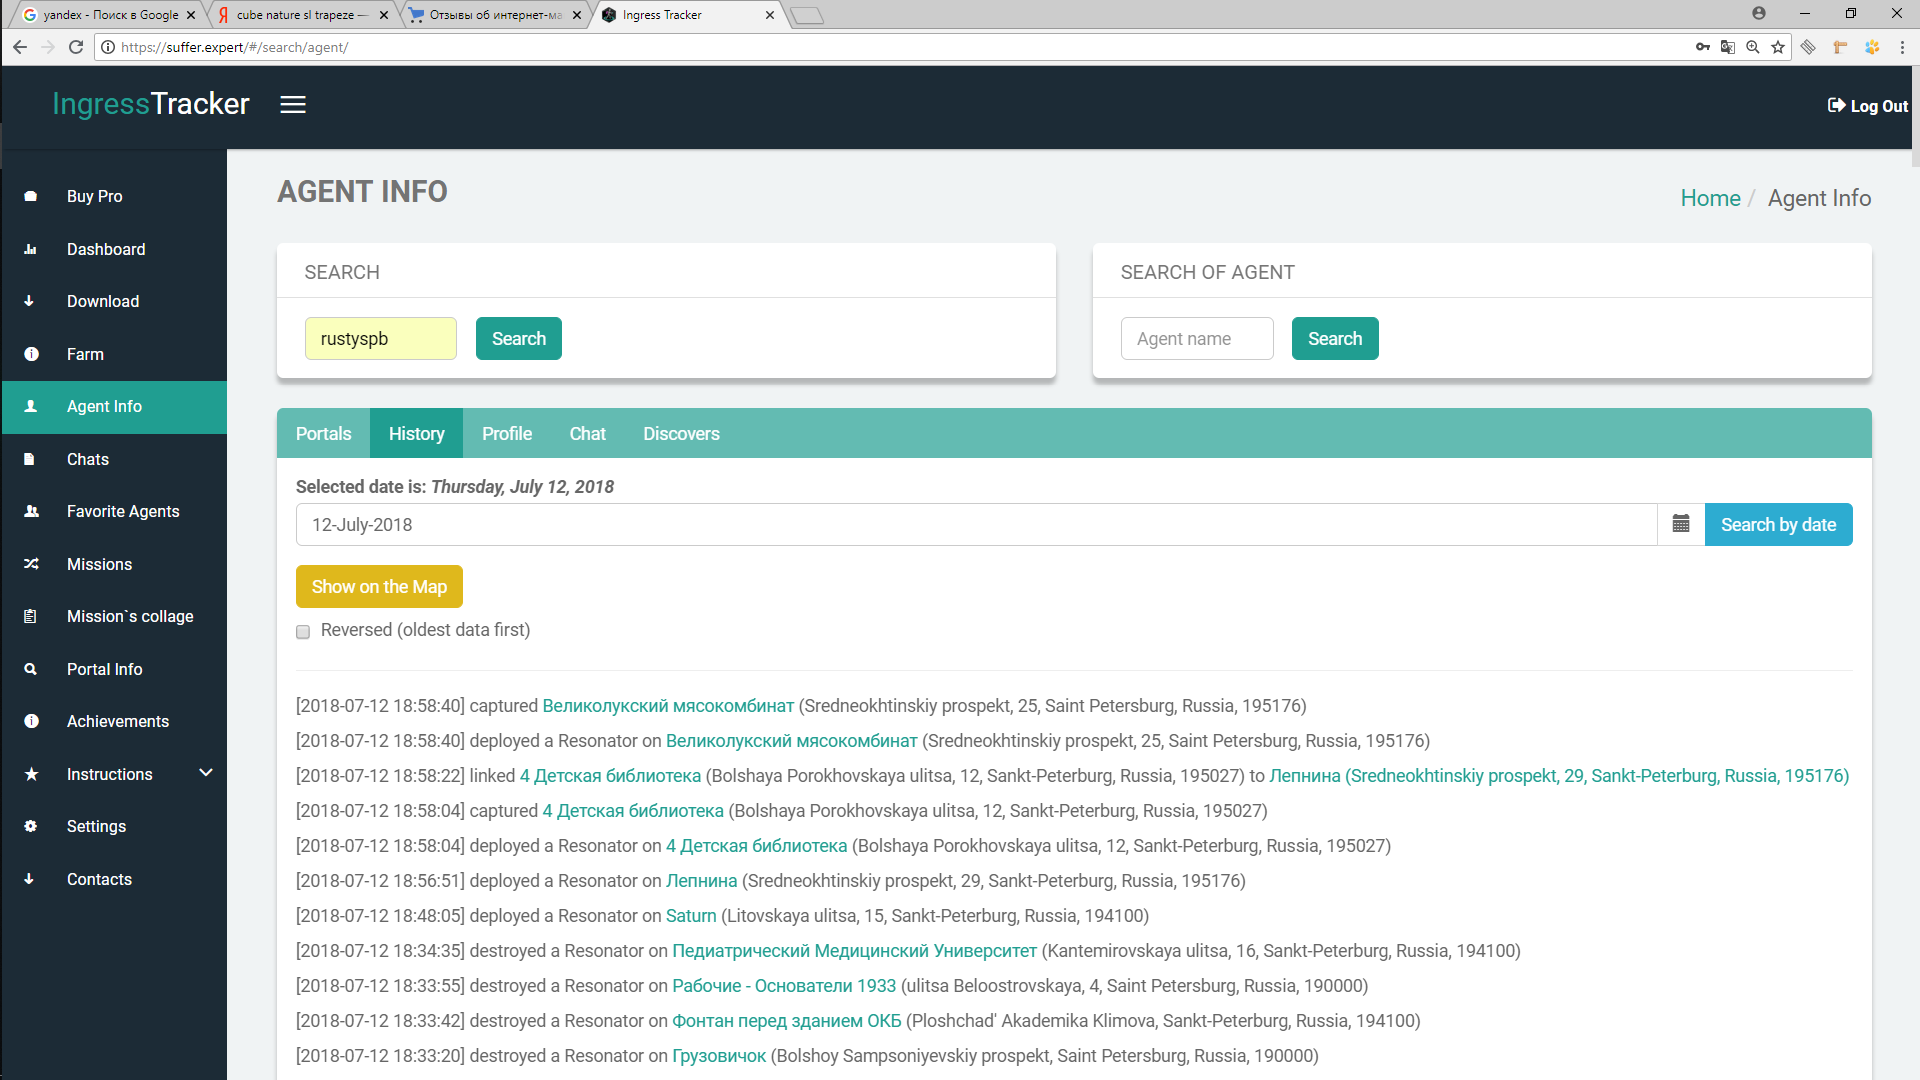 yandex - Поиск в Google
cube nature sl trapeze —
Отзывы об интернет-ма
Ingress Tracker
https://suffer.expert/#/search/agent/
IngressTracker
Log Out
Buy Pro
Dashboard
Download
Farm
Agent Info
Chats
Favorite Agents
Missions
Mission`s collage
Portal Info
Achievements
Instructions
Settings
Contacts
AGENT INFO
Home / Agent Info
SEARCH
rustyspb
Search
SEARCH OF AGENT
Agent name
Search
Portals
History
Profile
Chat
Discovers
Selected date is: Thursday, July 12, 2018
12-July-2018
Search by date
Show on the Map
Reversed (oldest data first)
[2018-07-12 18:58:40] captured Великолукский мясокомбинат (Sredneokhtinskiy prospekt, 25, Saint Petersburg, Russia, 195176)
[2018-07-12 18:58:40] deployed a Resonator on Великолукский мясокомбинат (Sredneokhtinskiy prospekt, 25, Saint Petersburg, Russia, 195176)
[2018-07-12 18:58:22] linked 4 Детская библиотека (Bolshaya Porokhovskaya ulitsa, 12, Sankt-Peterburg, Russia, 195027) to Лепнина (Sredneokhtinskiy prospekt, 29, Sankt-Peterburg, Russia, 195176)
[2018-07-12 18:58:04] captured 4 Детская библиотека (Bolshaya Porokhovskaya ulitsa, 12, Sankt-Peterburg, Russia, 195027)
[2018-07-12 18:58:04] deployed a Resonator on 4 Детская библиотека (Bolshaya Porokhovskaya ulitsa, 12, Sankt-Peterburg, Russia, 195027)
[2018-07-12 18:56:51] deployed a Resonator on Лепнина (Sredneokhtinskiy prospekt, 29, Sankt-Peterburg, Russia, 195176)
[2018-07-12 18:48:05] deployed a Resonator on Saturn (Litovskaya ulitsa, 15, Sankt-Peterburg, Russia, 194100)
[2018-07-12 18:34:35] destroyed a Resonator on Педиатрический Медицинский Университет (Kantemirovskaya ulitsa, 16, Sankt-Peterburg, Russia, 194100)
[2018-07-12 18:33:55] destroyed a Resonator on Рабочие - Основатели 1933 (ulitsa Beloostrovskaya, 4, Saint Petersburg, Russia, 190000)
[2018-07-12 18:33:42] destroyed a Resonator on Фонтан перед зданием ОКБ (Ploshchad' Akademika Klimova, Sankt-Peterburg, Russia, 194100)
[2018-07-12 18:33:20] destroyed a Resonator on Грузовичок (Bolshoy Sampsoniyevskiy prospekt, Saint Petersburg, Russia, 190000)